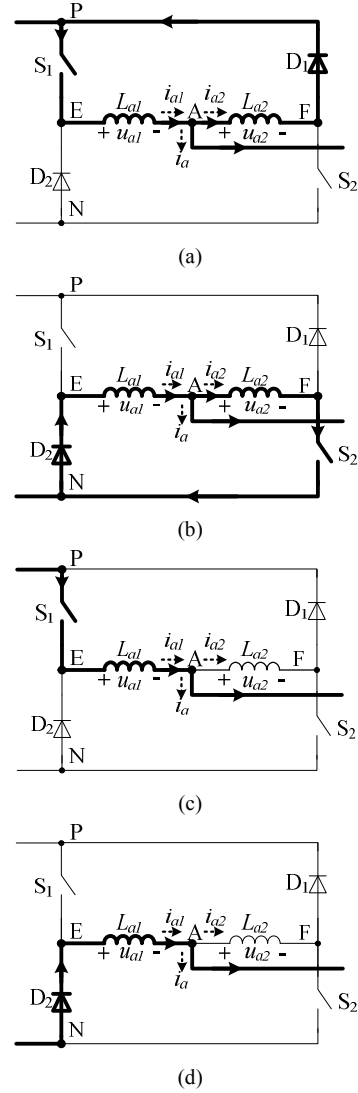 P
S1
D1
E La1 ia1 A ia2 La2 F
+ ua1 - ia + ua2 -
D2 N S2
(a)
P
S1 D1
E La1 ia1 A ia2 La2 F
+ ua1 - ia + ua2 -
D2 N S2
(b)
P
S1 D1
E La1 ia1 A ia2 La2 F
+ ua1 - ia + ua2 -
D2 N S2
(c)
P
S1 D1
E La1 ia1 A ia2 La2 F
+ ua1 - ia + ua2 -
D2 N S2
(d)